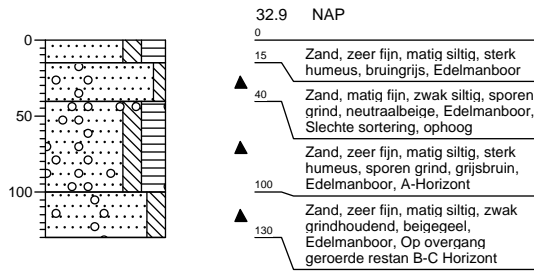 32.9 NAP
0
0
15
Zand, zeer fijn, matig siltig, sterk
humeus, bruingrijs, Edelmanboor
40
Zand, matig fijn, zwak siltig, sporen
grind, neutraalbeige, Edelmanboor,
Slechte sortering, ophoog
50
Zand, zeer fijn, matig siltig, sterk
humeus, sporen grind, grijsbruin,
Edelmanboor, A-Horizont
100
100
Zand, zeer fijn, matig siltig, zwak
grindhoudend, beigegeel,
Edelmanboor, Op overgang
geroerde restan B-C Horizont
130